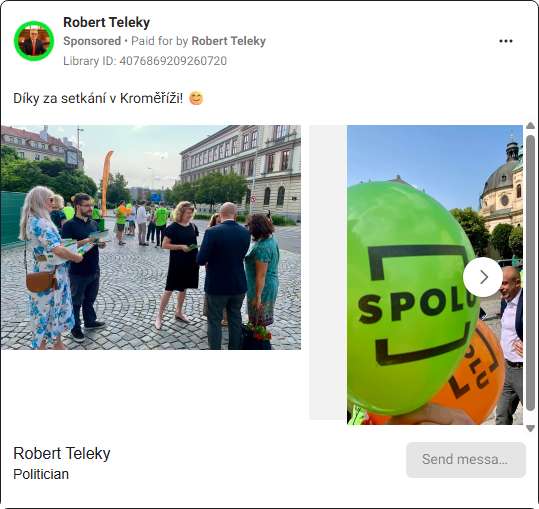 Robert Teleky
Sponsored • Paid for by Robert Teleky
Library ID: 4076869209260720
Díky za setkání v Kroměříži! 😊
SPOLU
OLU
Robert Teleky
Politician
Send messa...